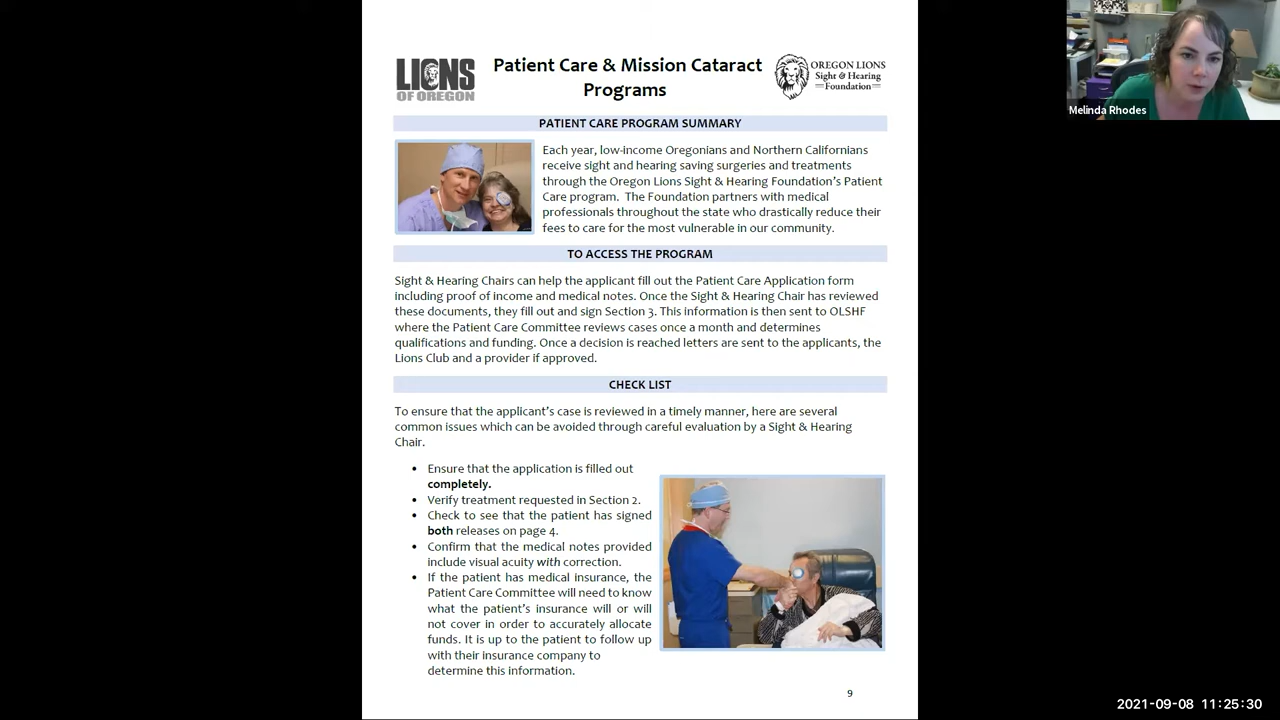 LIONS
OF OREGON
Patient Care & Mission Cataract
Programs
OREGON LIONS
Sight & Hearing
Foundation
PATIENT CARE PROGRAM SUMMARY
Each year, low-income Oregonians and Northern Californians
receive sight and hearing saving surgeries and treatments
through the Oregon Lions Sight & Hearing Foundation's Patient
Care program. The Foundation partners with medical
professionals throughout the state who drastically reduce their
fees to care for the most vulnerable in our community.
TO ACCESS THE PROGRAM
Sight & Hearing Chairs can help the applicant fill out the Patient Care Application form
including proof of income and medical notes. Once the Sight & Hearing Chair has reviewed
these documents, they fill out and sign Section 3. This information is then sent to OLSHF
where the Patient Care Committee reviews cases once a month and determines
qualifications and funding. Once a decision is reached letters are sent to the applicants, the
Lions Club and a provider if approved.
CHECK LIST
To ensure that the applicant's case is reviewed in a timely manner, here are several
common issues which can be avoided through careful evaluation by a Sight & Hearing
Chair.
• Ensure that the application is filled out
completely.
• Verify treatment requested in Section 2.
• Check to see that the patient has signed
both releases on page 4.
• Confirm that the medical notes provided
include visual acuity with correction.
• If the patient has medical insurance, the
Patient Care Committee will need to know
what the patient's insurance will or will
not cover in order to accurately allocate
funds. It is up to the patient to follow up
with their insurance company to
determine this information.
9
Melinda Rhodes
2021-09-08 11:25:30